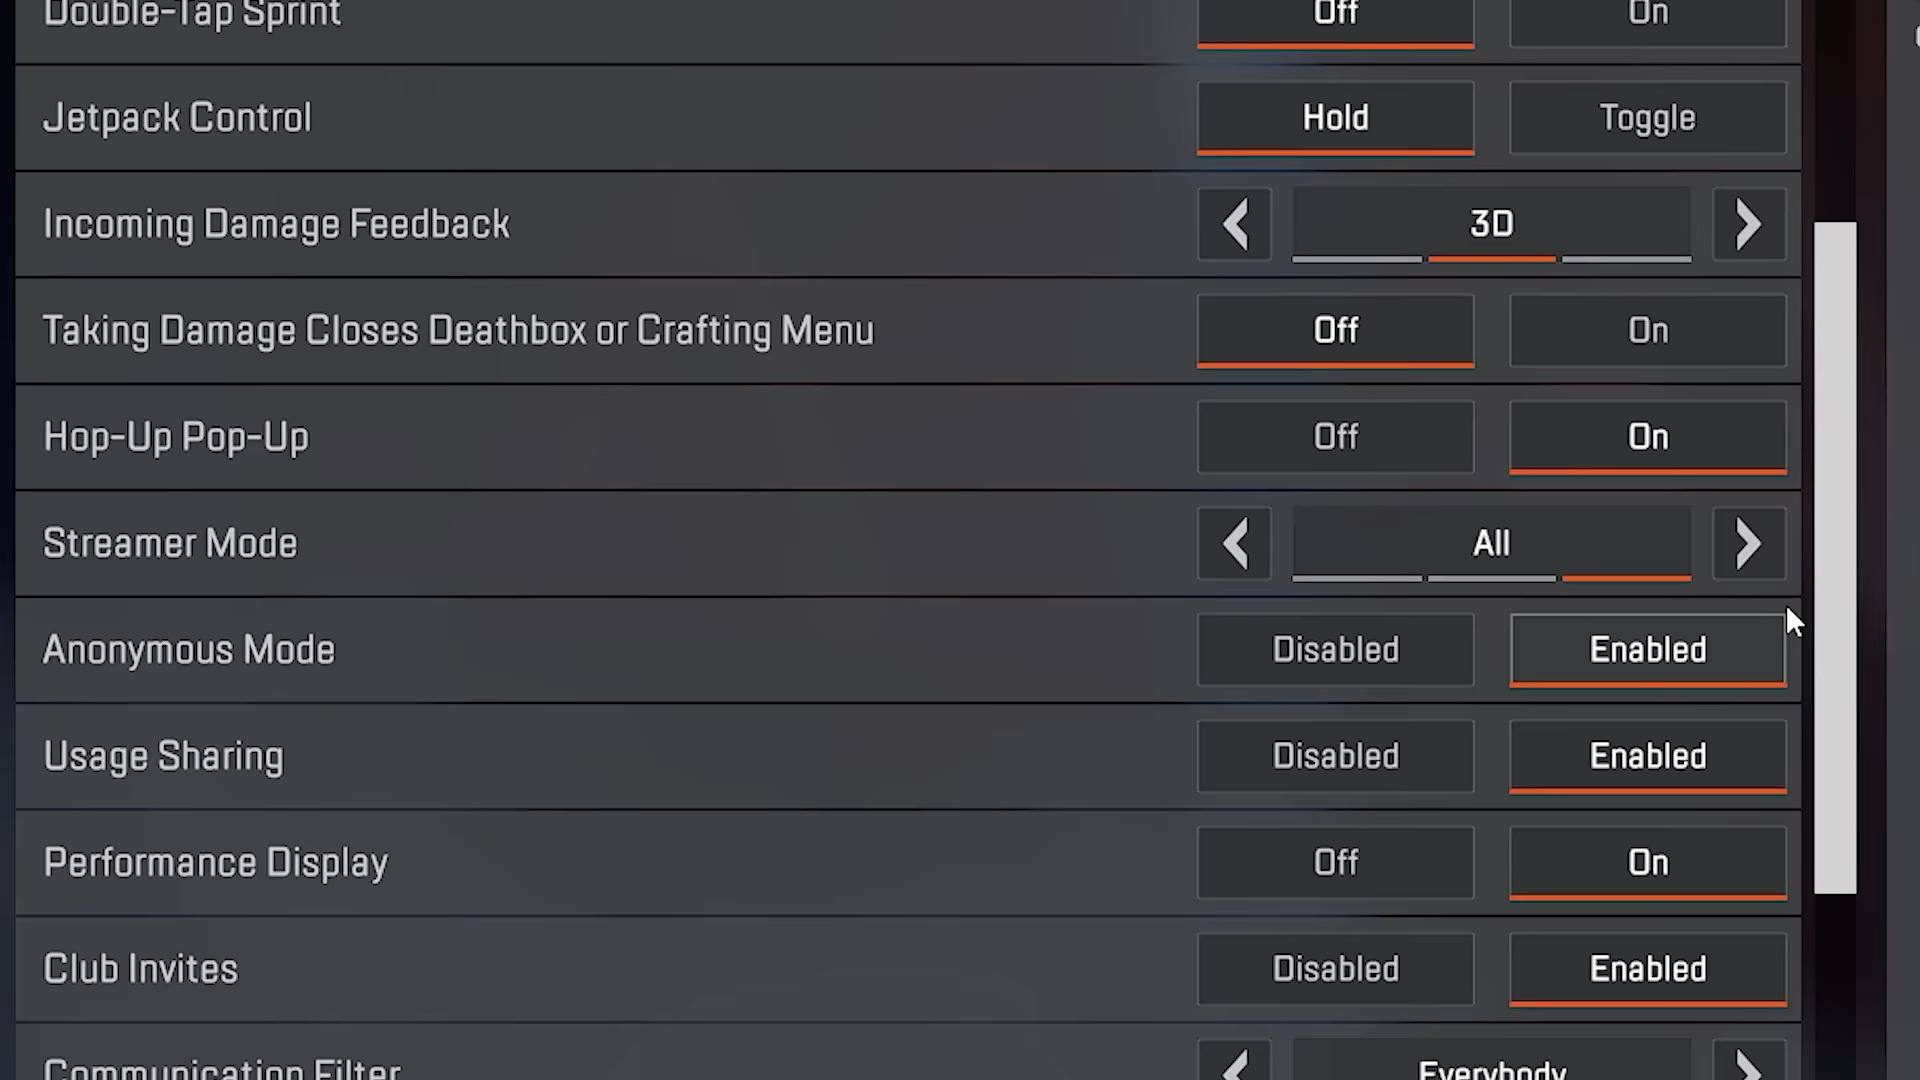 Double-Tap Sprint Off On
Jetpack Control Hold Toggle
Incoming Damage Feedback 3D
Taking Damage Closes Deathbox or Crafting Menu Off On
Hop-Up Pop-Up Off On
Streamer Mode All
Anonymous Mode Disabled Enabled
Usage Sharing Disabled Enabled
Performance Display Off On
Club Invites Disabled Enabled
Communication Filter Everybody